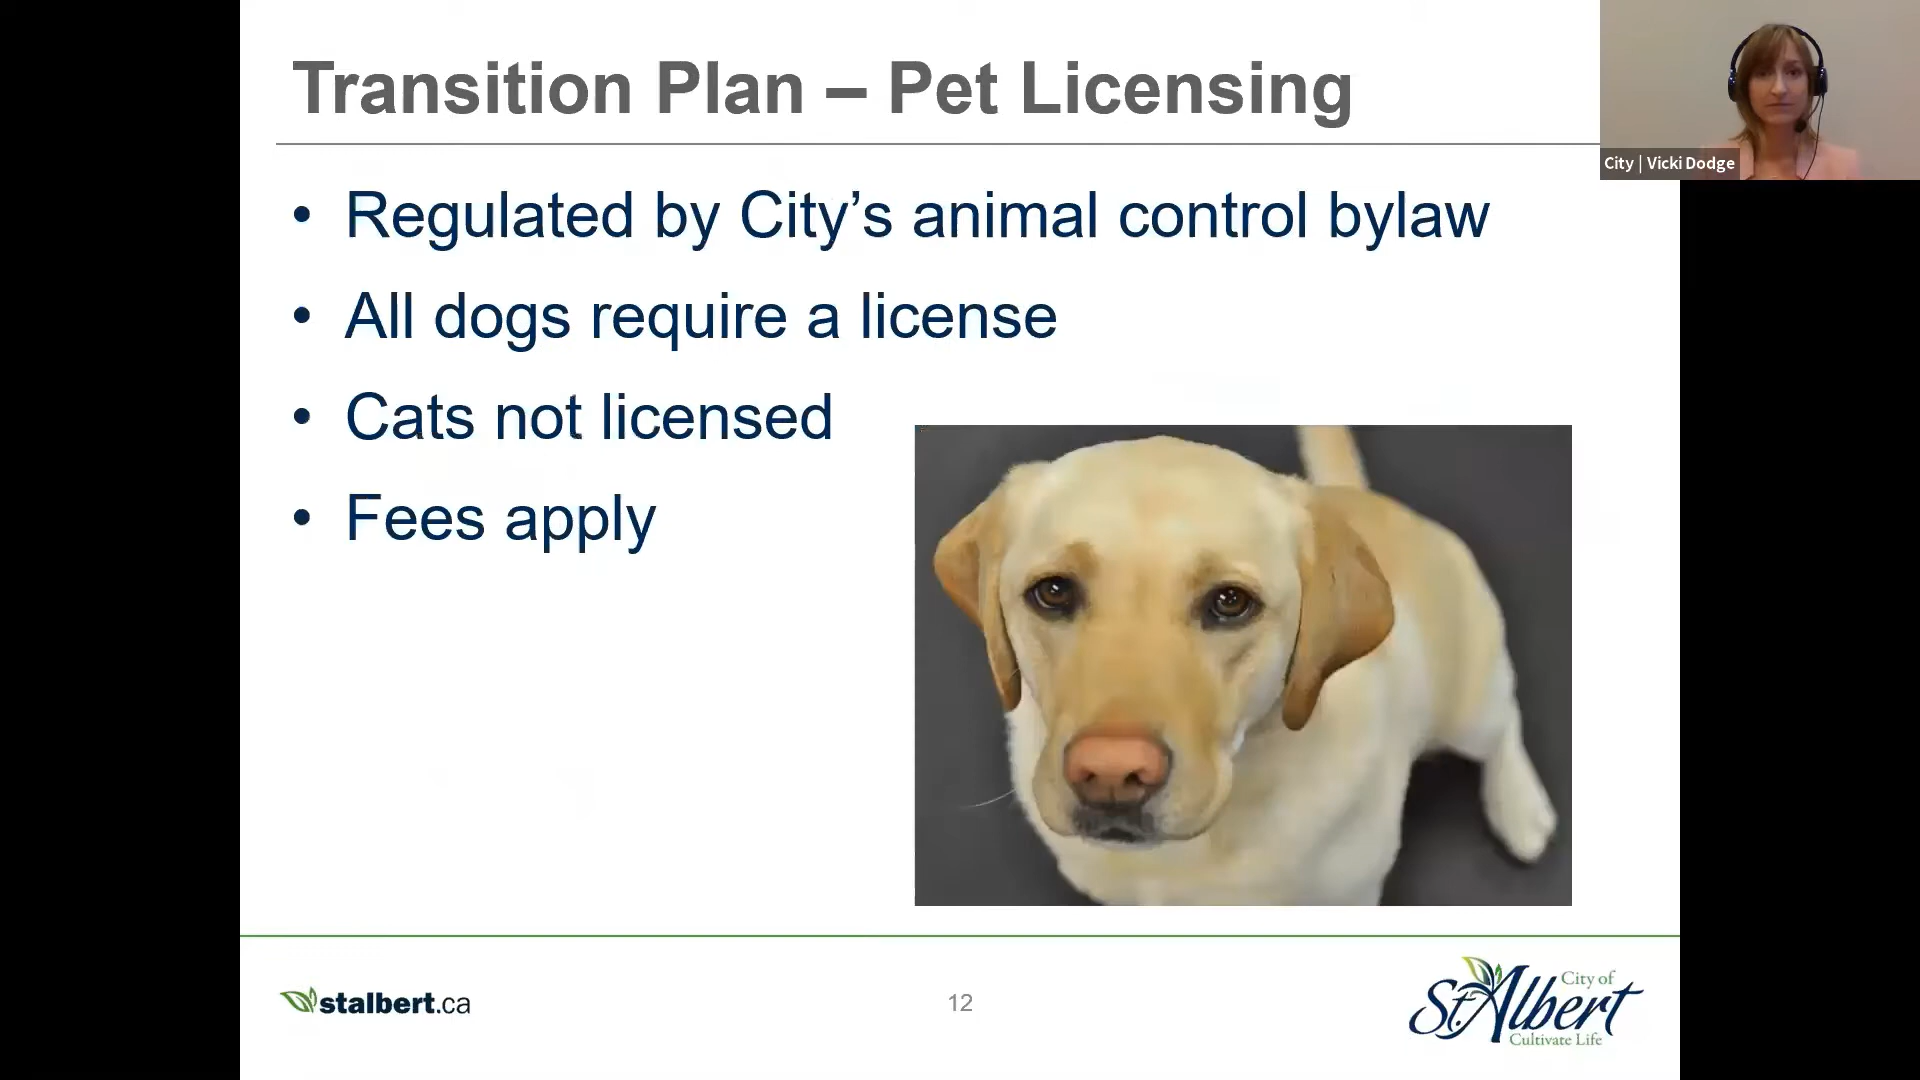 Transition Plan – Pet Licensing
City | Vicki Dodge
• Regulated by City’s animal control bylaw
• All dogs require a license
• Cats not licensed
• Fees apply
stalbert.ca
12
City of
St. Albert
Cultivate Life